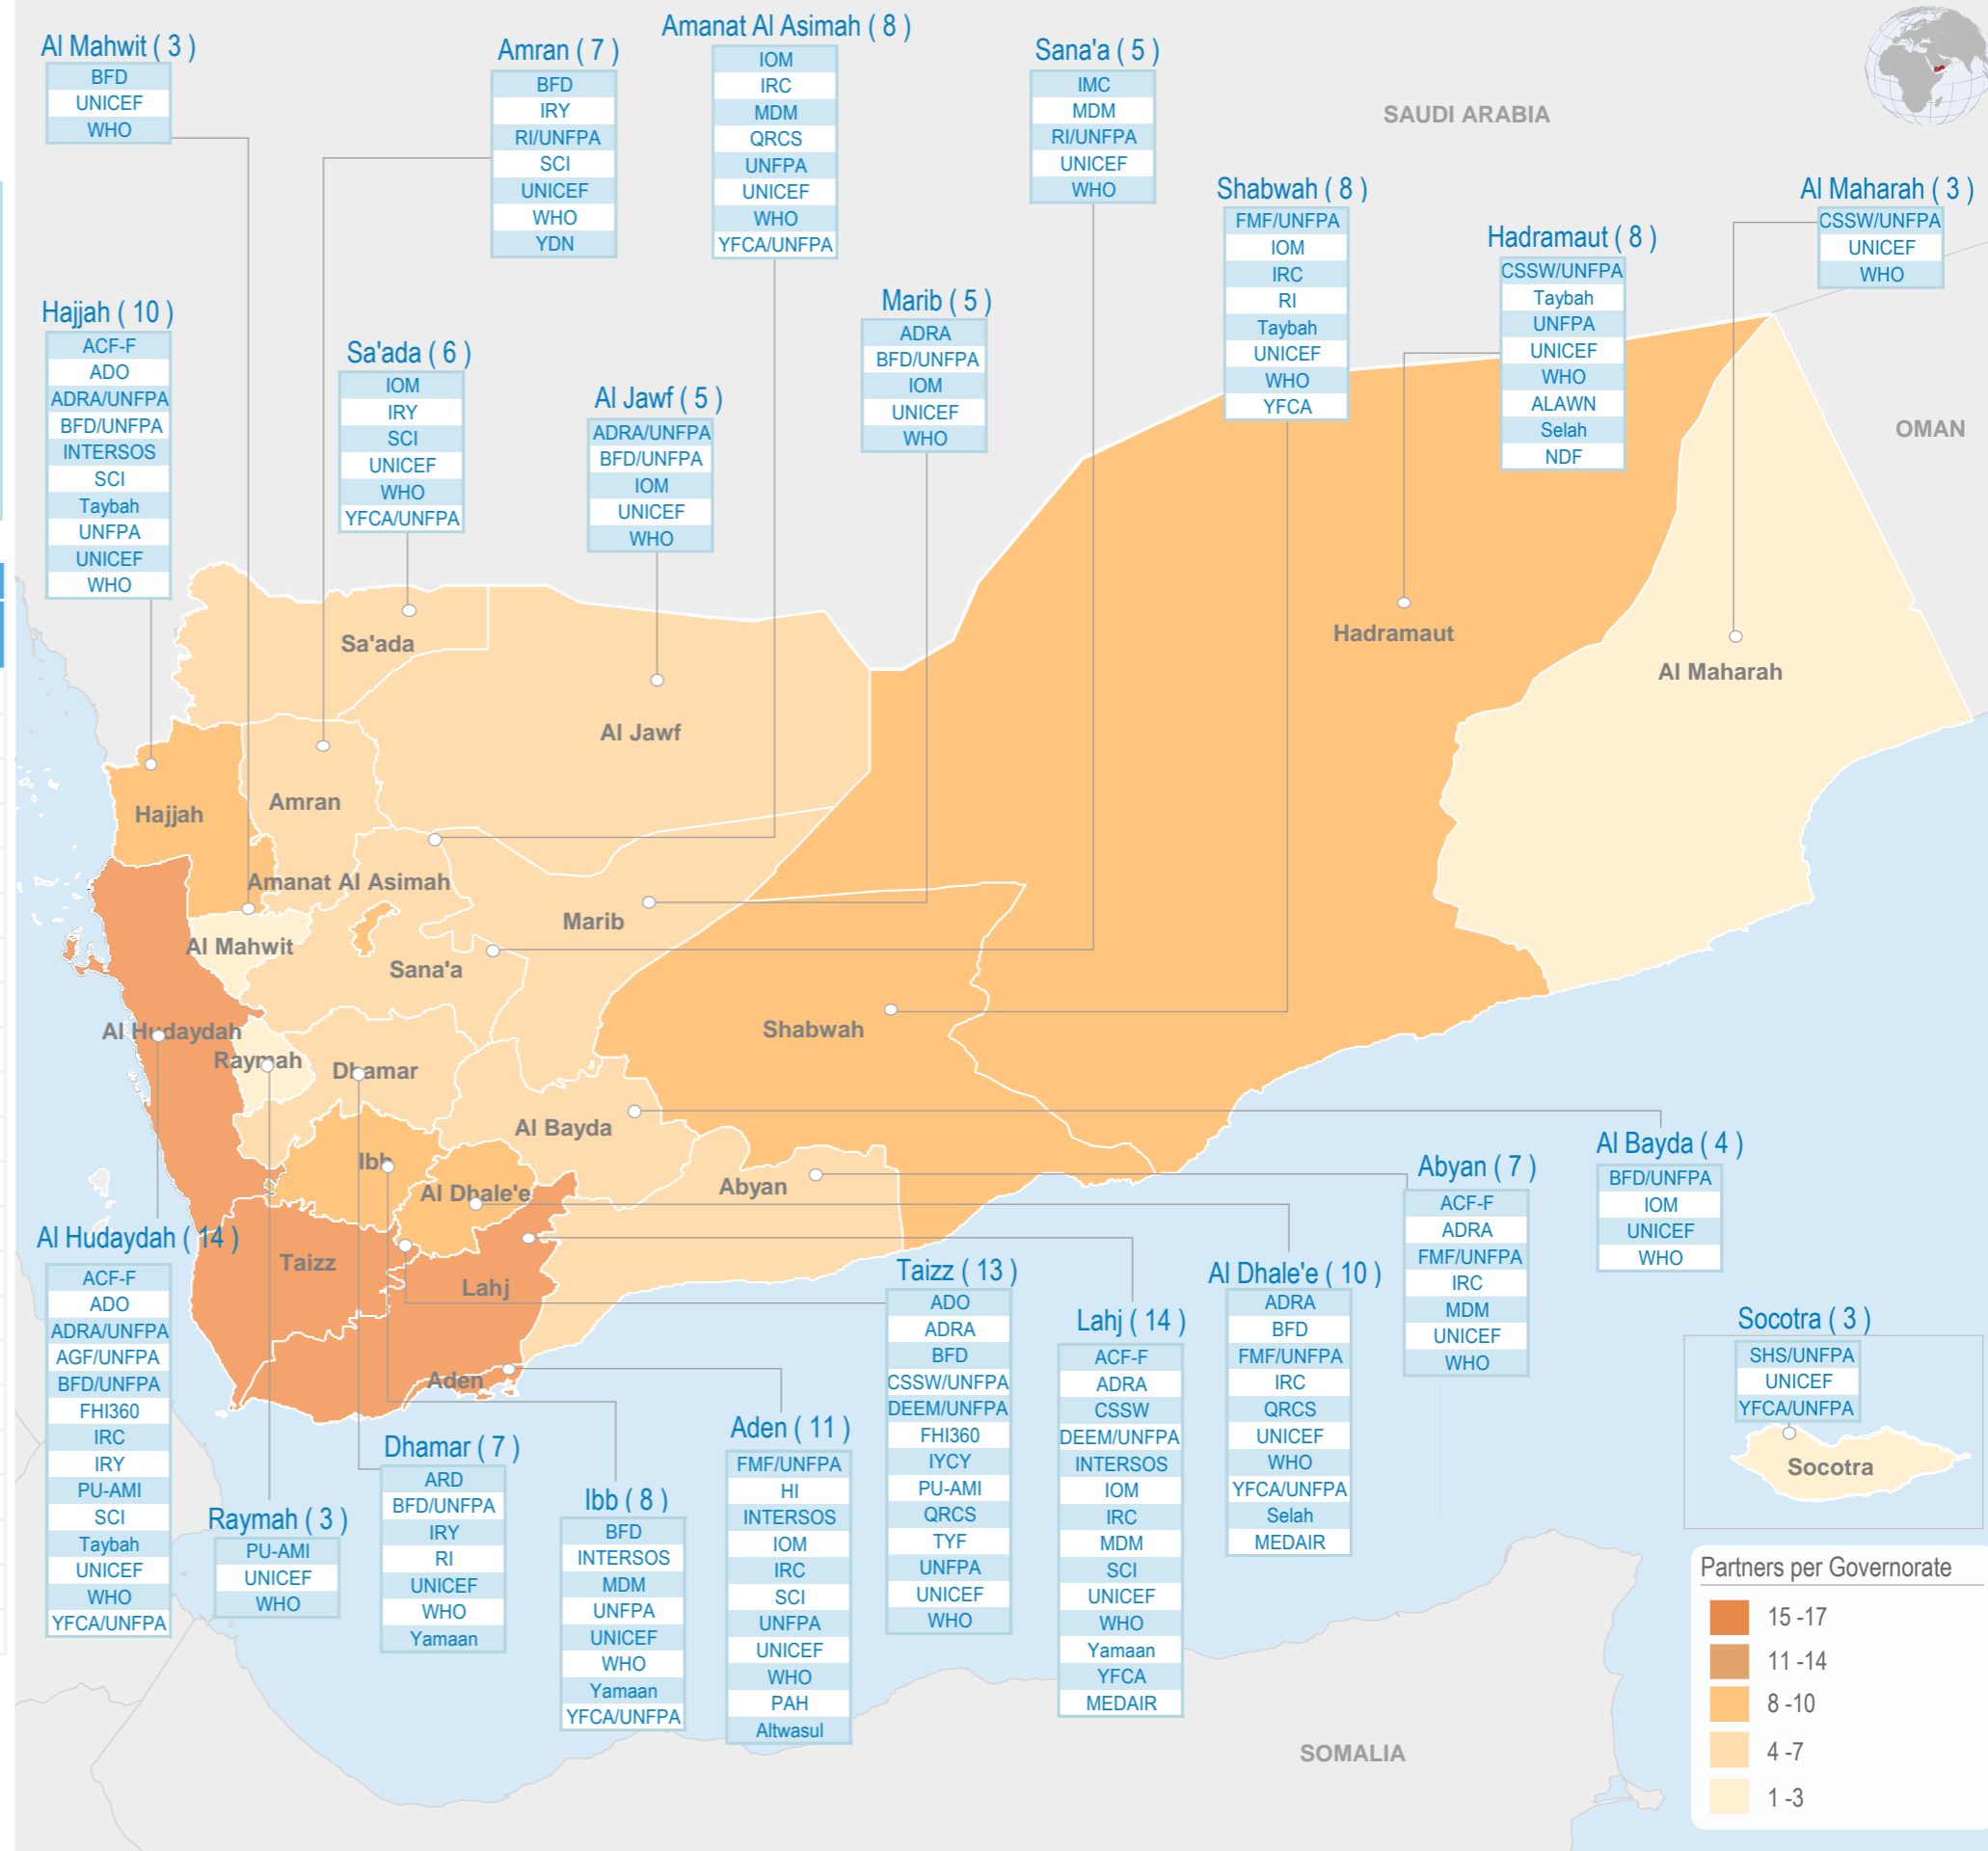 Al Mahwit ( 3 )
BFD
UNICEF
WHO
Amran ( 7 )
BFD
IRY
RI/UNFPA
SCI
UNICEF
WHO
YDN
Amanat Al Asimah ( 8 )
IOM
IRC
MDM
QRCS
UNFPA
UNICEF
WHO
YFCA/UNFPA
Sana'a ( 5 )
IMC
MDM
RI/UNFPA
UNICEF
WHO
SAUDI ARABIA
Shabwah ( 8 )
FMF/UNFPA
IOM
IRC
RI
Taybah
UNICEF
WHO
YFCA
Hadramaut ( 8 )
CSSW/UNFPA
Taybah
UNFPA
UNICEF
WHO
ALAWN
Selah
NDF
Al Maharah ( 3 )
CSSW/UNFPA
UNICEF
WHO
OMAN
Hajjah ( 10 )
ACF-F
ADO
ADRA/UNFPA
BFD/UNFPA
INTERSOS
SCI
Taybah
UNFPA
UNICEF
WHO
Sa'ada ( 6 )
IOM
IRY
SCI
UNICEF
WHO
YFCA/UNFPA
Al Jawf ( 5 )
ADRA/UNFPA
BFD/UNFPA
IOM
UNICEF
WHO
Marib ( 5 )
ADRA
BFD/UNFPA
IOM
UNICEF
WHO
Sa'ada
Hadramaut
Al Maharah
Al Jawf
Amran
Hajjah
Amanat Al Asimah
Marib
Al Mahwit
Sana'a
Shabwah
Al Hudaydah
Raymah
Dhamar
Al Bayda
Ibb
Al Dhale'e
Abyan
Taizz
Lahj
Aden
Al Hudaydah ( 14 )
ACF-F
ADO
ADRA/UNFPA
AGF/UNFPA
BFD/UNFPA
FHI360
IRC
IRY
PU-AMI
SCI
Taybah
UNICEF
WHO
YFCA/UNFPA
Raymah ( 3 )
PU-AMI
UNICEF
WHO
Dhamar ( 7 )
ARD
BFD/UNFPA
IRY
RI
UNICEF
WHO
Yamaan
Ibb ( 8 )
BFD
INTERSOS
MDM
UNFPA
UNICEF
WHO
Yamaan
YFCA/UNFPA
Aden ( 11 )
FMF/UNFPA
HI
INTERSOS
IOM
IRC
SCI
UNFPA
UNICEF
WHO
PAH
Altwasul
Taizz ( 13 )
ADO
ADRA
BFD
CSSW/UNFPA
DEEM/UNFPA
FHI360
IYCY
PU-AMI
QRCS
TYF
UNFPA
UNICEF
WHO
Lahj ( 14 )
ACF-F
ADRA
CSSW
DEEM/UNFPA
INTERSOS
IOM
IRC
MDM
SCI
UNICEF
WHO
Yamaan
YFCA
MEDAIR
Al Dhale'e ( 10 )
ADRA
BFD
FMF/UNFPA
IRC
QRCS
UNICEF
WHO
YFCA/UNFPA
Selah
MEDAIR
Abyan ( 7 )
ACF-F
ADRA
FMF/UNFPA
IRC
MDM
UNICEF
WHO
Al Bayda ( 4 )
BFD/UNFPA
IOM
UNICEF
WHO
Socotra ( 3 )
SHS/UNFPA
UNICEF
YFCA/UNFPA
Socotra
SOMALIA
Partners per Governorate
15 -17
11 -14
8 -10
4 -7
1 -3